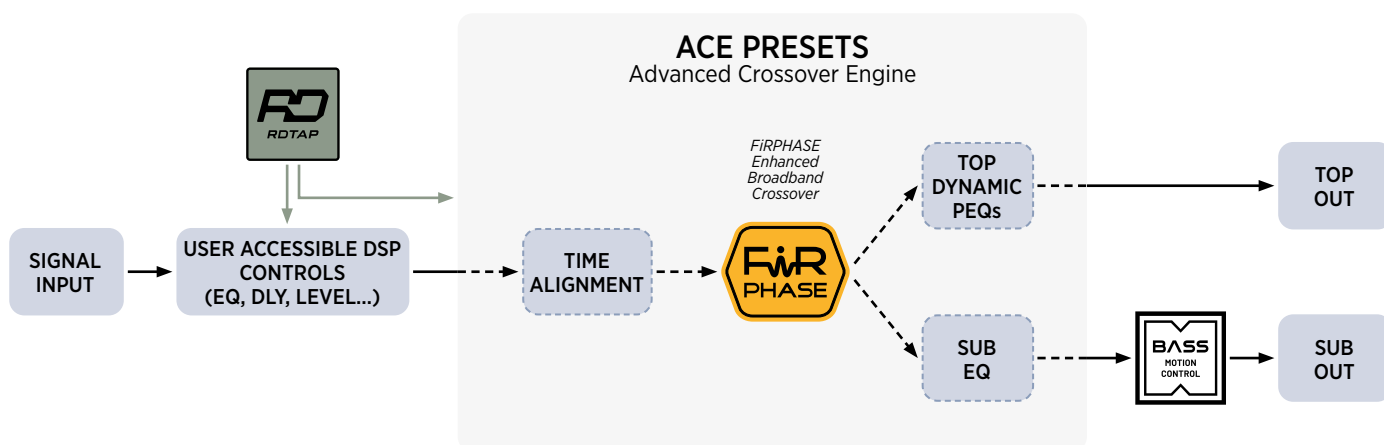 ACE PRESETS
Advanced Crossover Engine
RD
RDTAP
FiRPHASE
Enhanced
Broadband
Crossover
SIGNAL
INPUT
USER ACCESSIBLE DSP
CONTROLS
(EQ, DLY, LEVEL...)
TIME
ALIGNMENT
FiR
PHASE
TOP
DYNAMIC
PEQs
TOP
OUT
SUB
EQ
BASS
MOTION
CONTROL
SUB
OUT